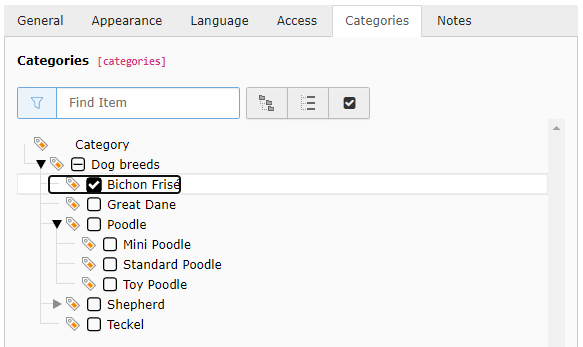 General Appearance Language Access Categories Notes
Categories [categories]
Find Item
Category
Dog breeds
Bichon Frisé
Great Dane
Poodle
Mini Poodle
Standard Poodle
Toy Poodle
Shepherd
Teckel